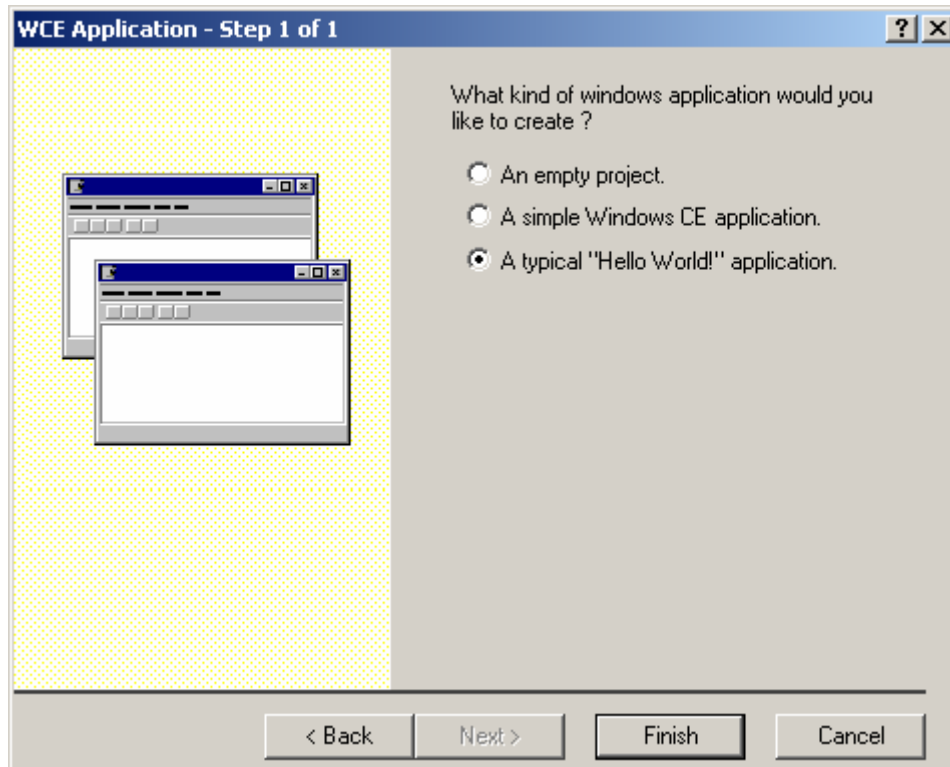 WCE Application - Step 1 of 1
What kind of windows application would you
like to create ?
An empty project.
A simple Windows CE application.
A typical "Hello World!" application.
< Back
Next >
Finish
Cancel